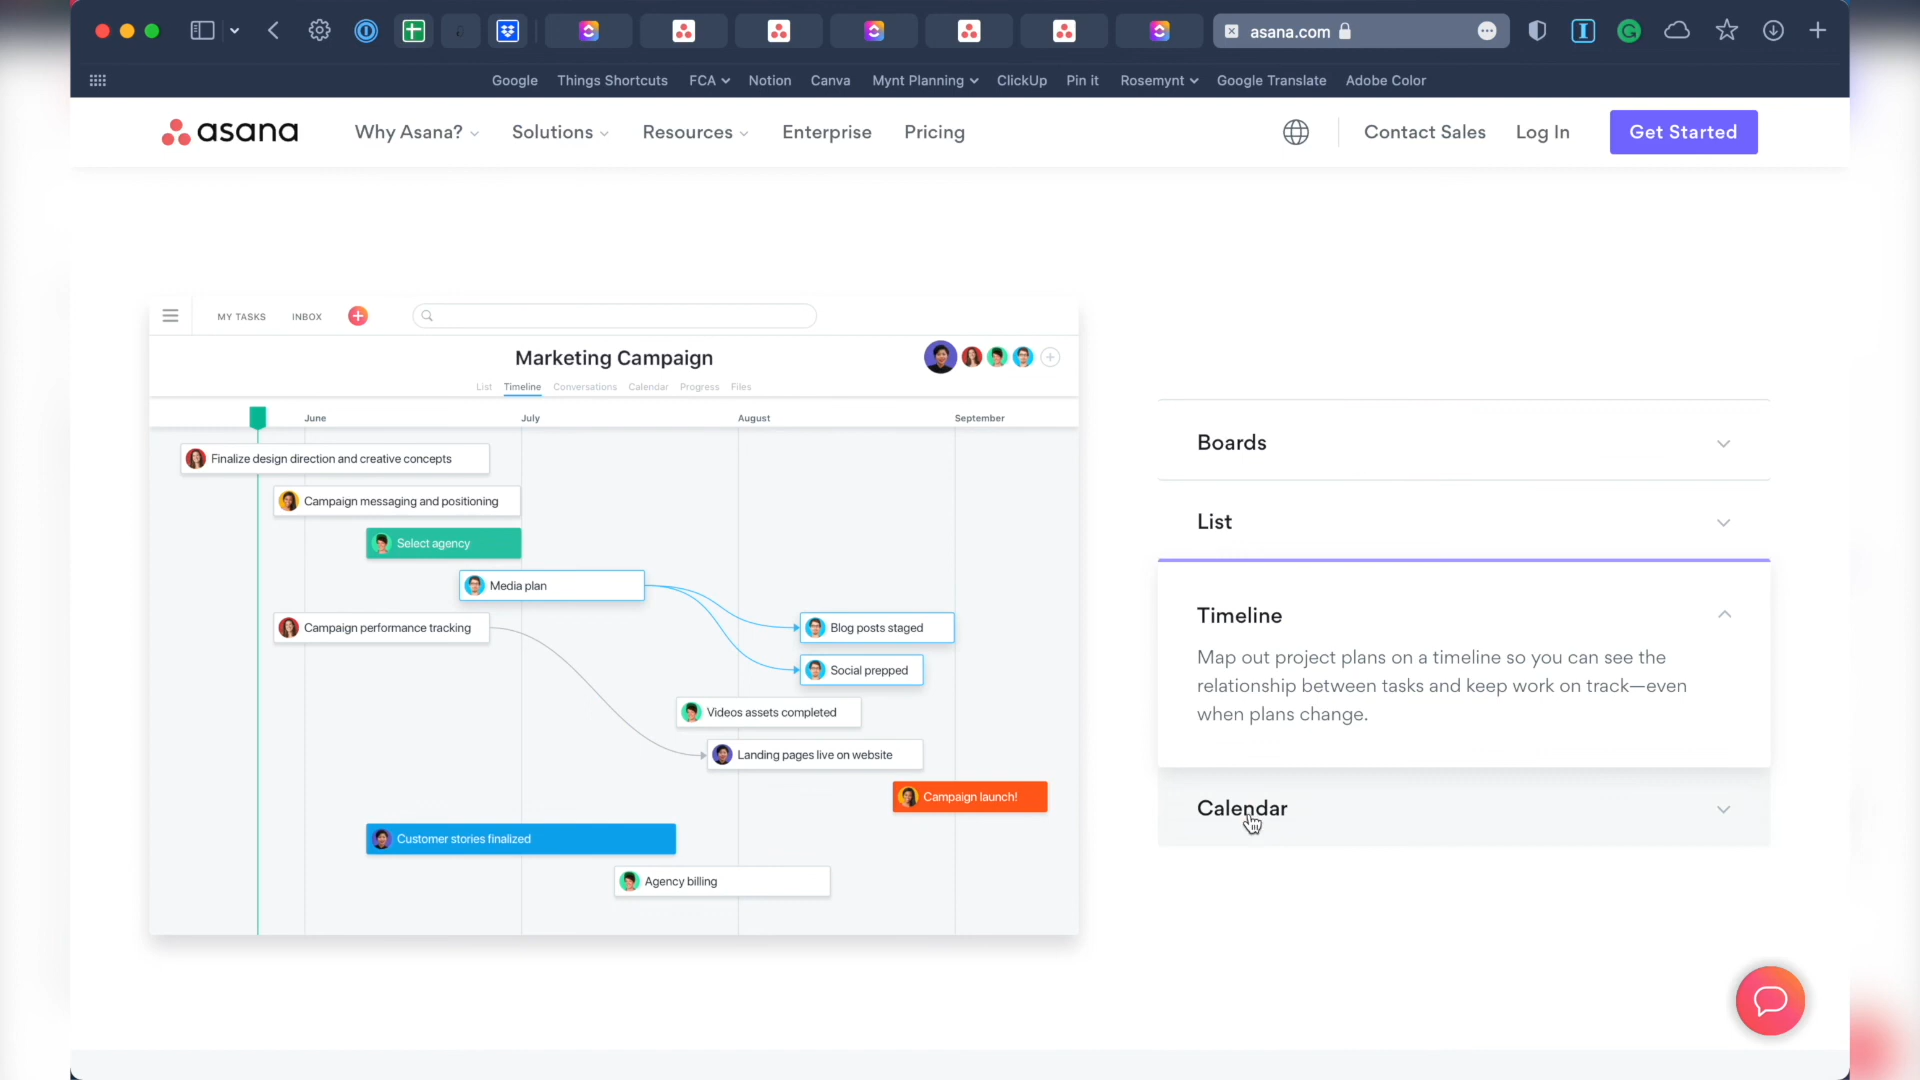 asana.com
Google Things Shortcuts FCA Notion Canva Mynt Planning ClickUp Pin it Rosemynt Google Translate Adobe Color
asana Why Asana? Solutions Resources Enterprise Pricing Contact Sales Log In Get Started
MY TASKS INBOX
Marketing Campaign
List Timeline Conversations Calendar Progress Files
June July August September
Finalize design direction and creative concepts
Campaign messaging and positioning
Select agency
Media plan
Campaign performance tracking
Blog posts staged
Social prepped
Videos assets completed
Landing pages live on website
Campaign launch!
Customer stories finalized
Agency billing
Boards
List
Timeline
Map out project plans on a timeline so you can see the
relationship between tasks and keep work on track—even
when plans change.
Calendar